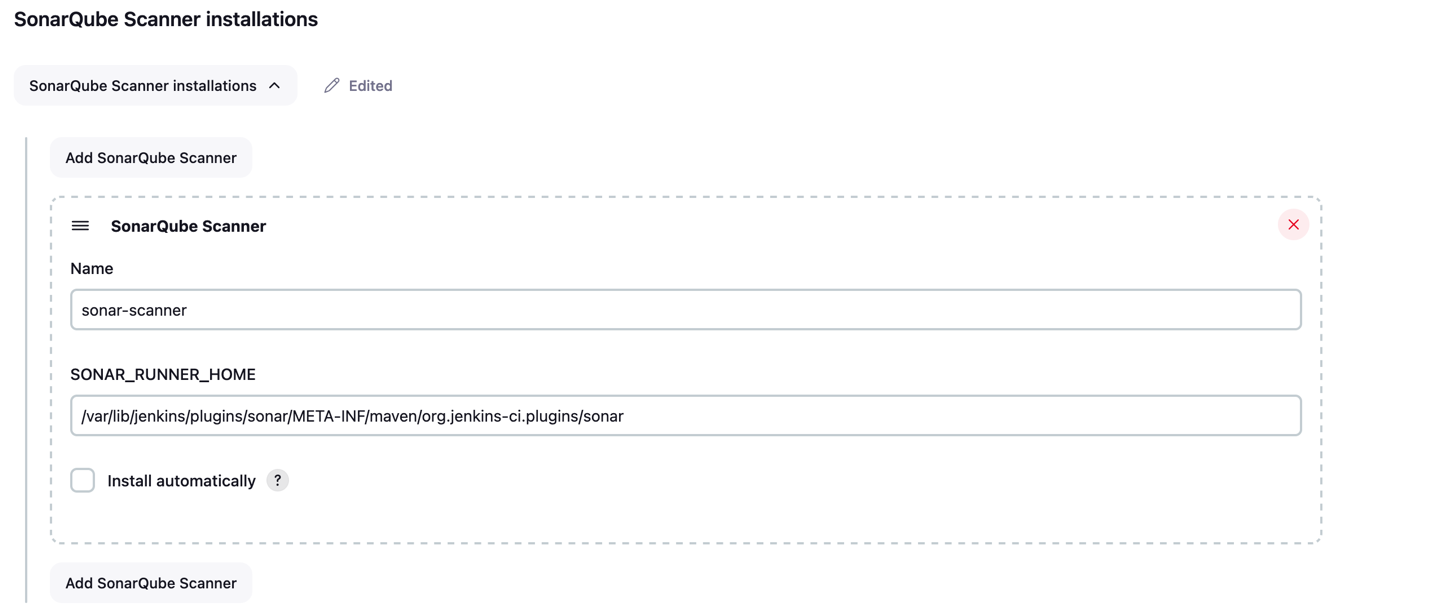 SonarQube Scanner installations
SonarQube Scanner installations Edited
Add SonarQube Scanner
SonarQube Scanner
Name
sonar-scanner
SONAR_RUNNER_HOME
/var/lib/jenkins/plugins/sonar/META-INF/maven/org.jenkins-ci.plugins/sonar
Install automatically ?
Add SonarQube Scanner